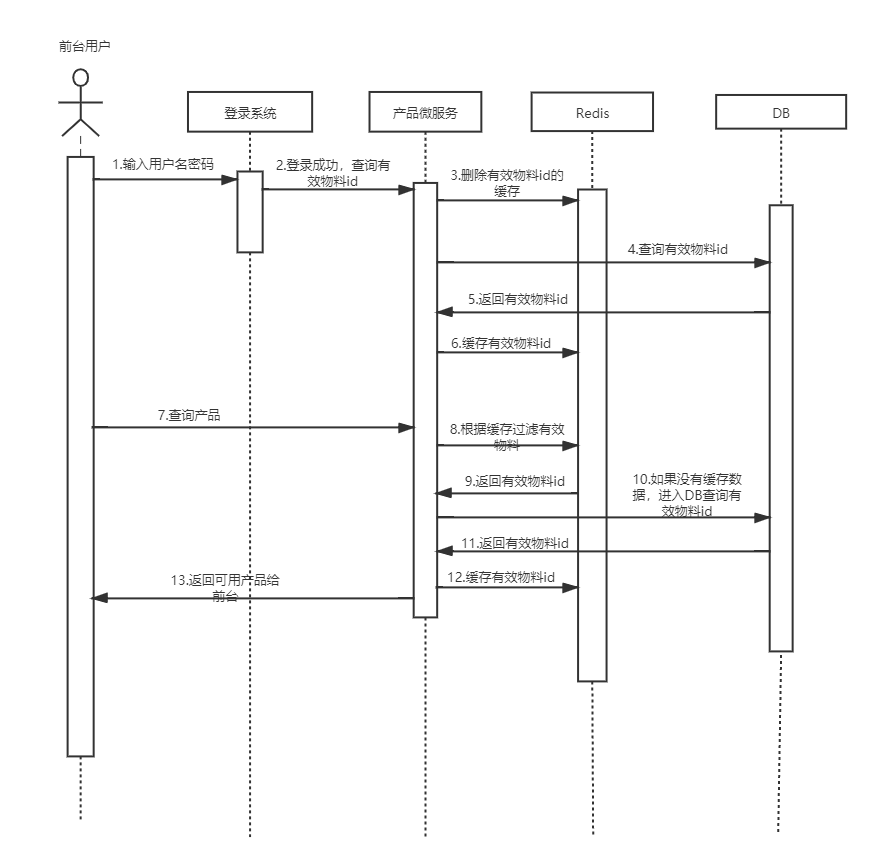 前台用户
登录系统
产品微服务
Redis
DB
1.输入用户名密码
2.登录成功，查询有
效物料id
3.删除有效物料id的
缓存
4.查询有效物料id
5.返回有效物料id
6.缓存有效物料id
7.查询产品
8.根据缓存过滤有效
物料
9.返回有效物料id
10.如果没有缓存数
据，进入DB查询有
效物料id
11.返回有效物料id
12.缓存有效物料id
13.返回可用产品给
前台